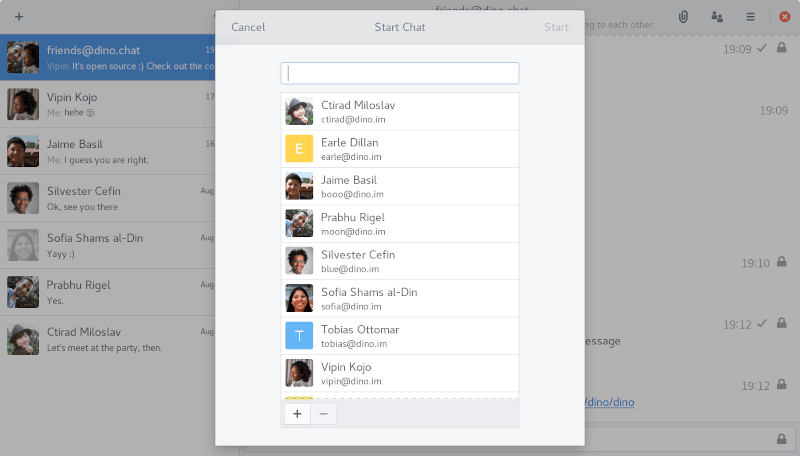 Cancel
Start Chat
Start
friends@dino.chat
ng to each other.
friends@dino.chat
19
Vipin: It's open source :) Check out the co
Vipin Kojo
17
Me: hehe
Jaime Basil
16
Me: I guess you are right.
Silvester Cefin
Aug
Ok, see you there
Sofia Shams al-Din
Aug
Yayy :)
Prabhu Rigel
Aug
Yes.
Ctirad Miloslav
Aug
Let's meet at the party, then.
Ctirad Miloslav
ctirad@dino.im
E
Earle Dillan
earle@dino.im
Jaime Basil
booo@dino.im
Prabhu Rigel
moon@dino.im
Silvester Cefin
blue@dino.im
Sofia Shams al-Din
sofia@dino.im
T
Tobias Ottomar
tobias@dino.im
Vipin Kojo
vipin@dino.im
19:09
19:09
19:10
19:12
essage
19:12
/dino/dino